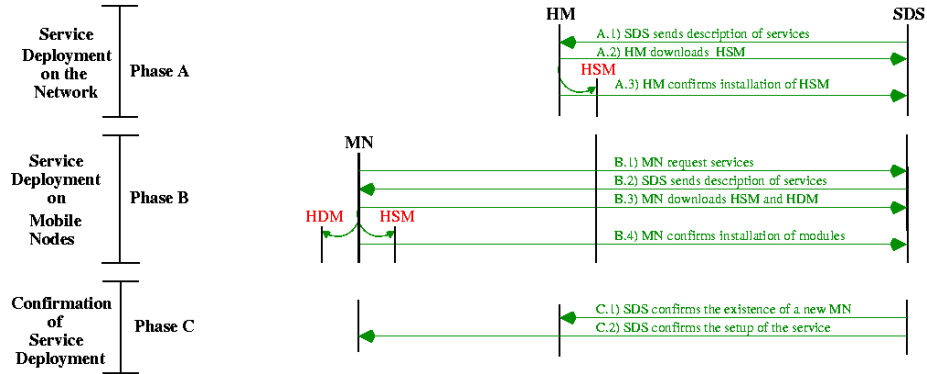 HM
SDS
Service
Deployment
on the
Network
Phase A
A.1) SDS sends description of services
A.2) HM downloads HSM
HSM
A.3) HM confirms installation of HSM
MN
Service
Deployment
on
Mobile
Nodes
Phase B
B.1) MN request services
B.2) SDS sends description of services
B.3) MN downloads HSM and HDM
HDM
HSM
B.4) MN confirms installation of modules
Confirmation
of
Service
Deployment
Phase C
C.1) SDS confirms the existence of a new MN
C.2) SDS confirms the setup of the service